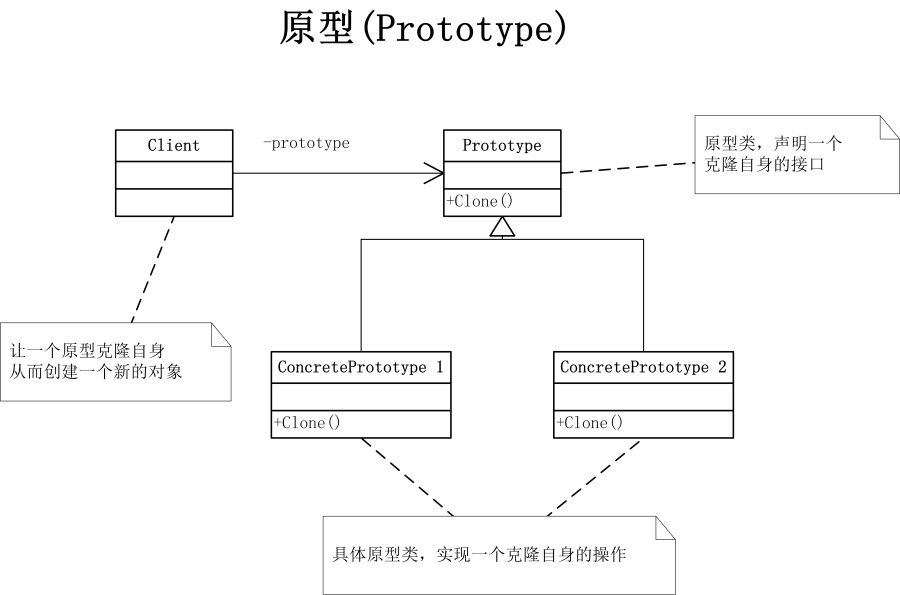 原型(Prototype)
Client
-prototype
Prototype
+Clone()
原型类，声明一个
克隆自身的接口
让一个原型克隆自身
从而创建一个新的对象
ConcretePrototype 1
+Clone()
ConcretePrototype 2
+Clone()
具体原型类，实现一个克隆自身的操作